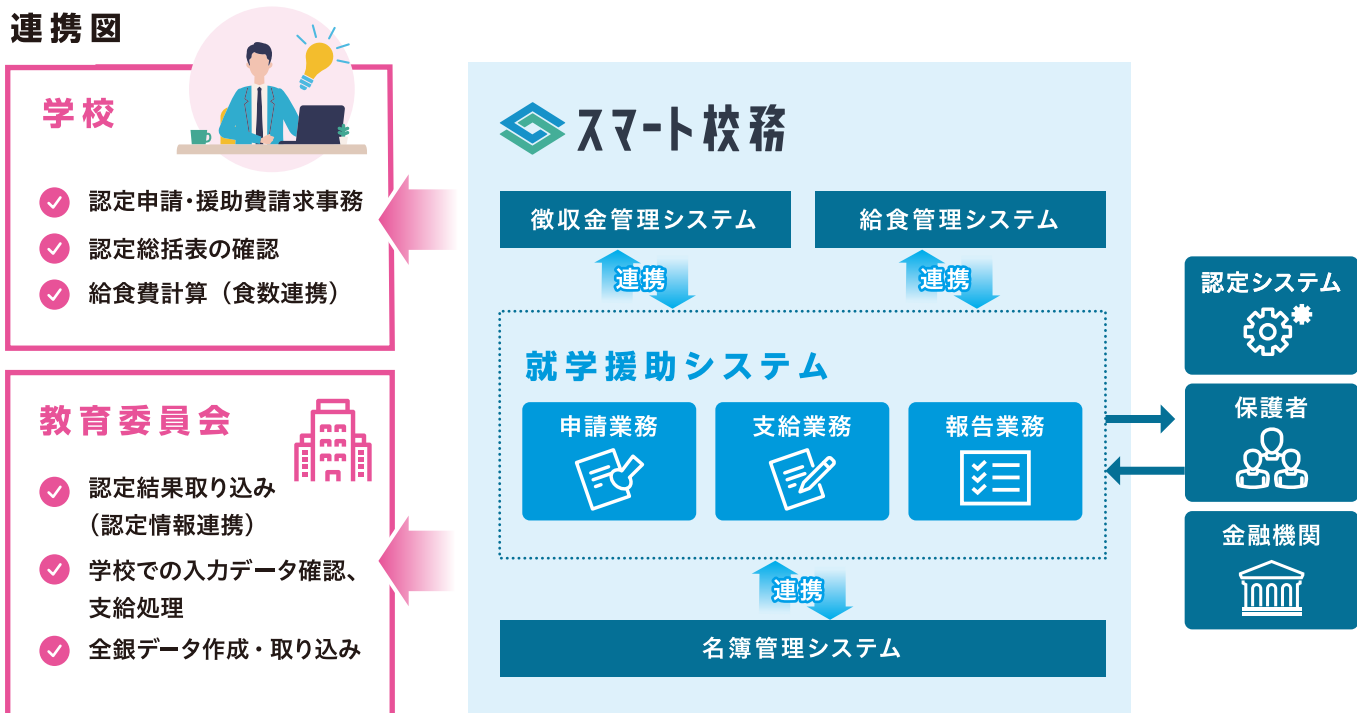 連携図
学校
認定申請・援助費請求事務
認定総括表の確認
給食費計算（食数連携）
教育委員会
認定結果取り込み
（認定情報連携）
学校での入力データ確認、
支給処理
全銀データ作成・取り込み
スマート校務
徴収金管理システム
給食管理システム
連携
連携
就学援助システム
申請業務
支給業務
報告業務
連携
名簿管理システム
認定システム
保護者
金融機関